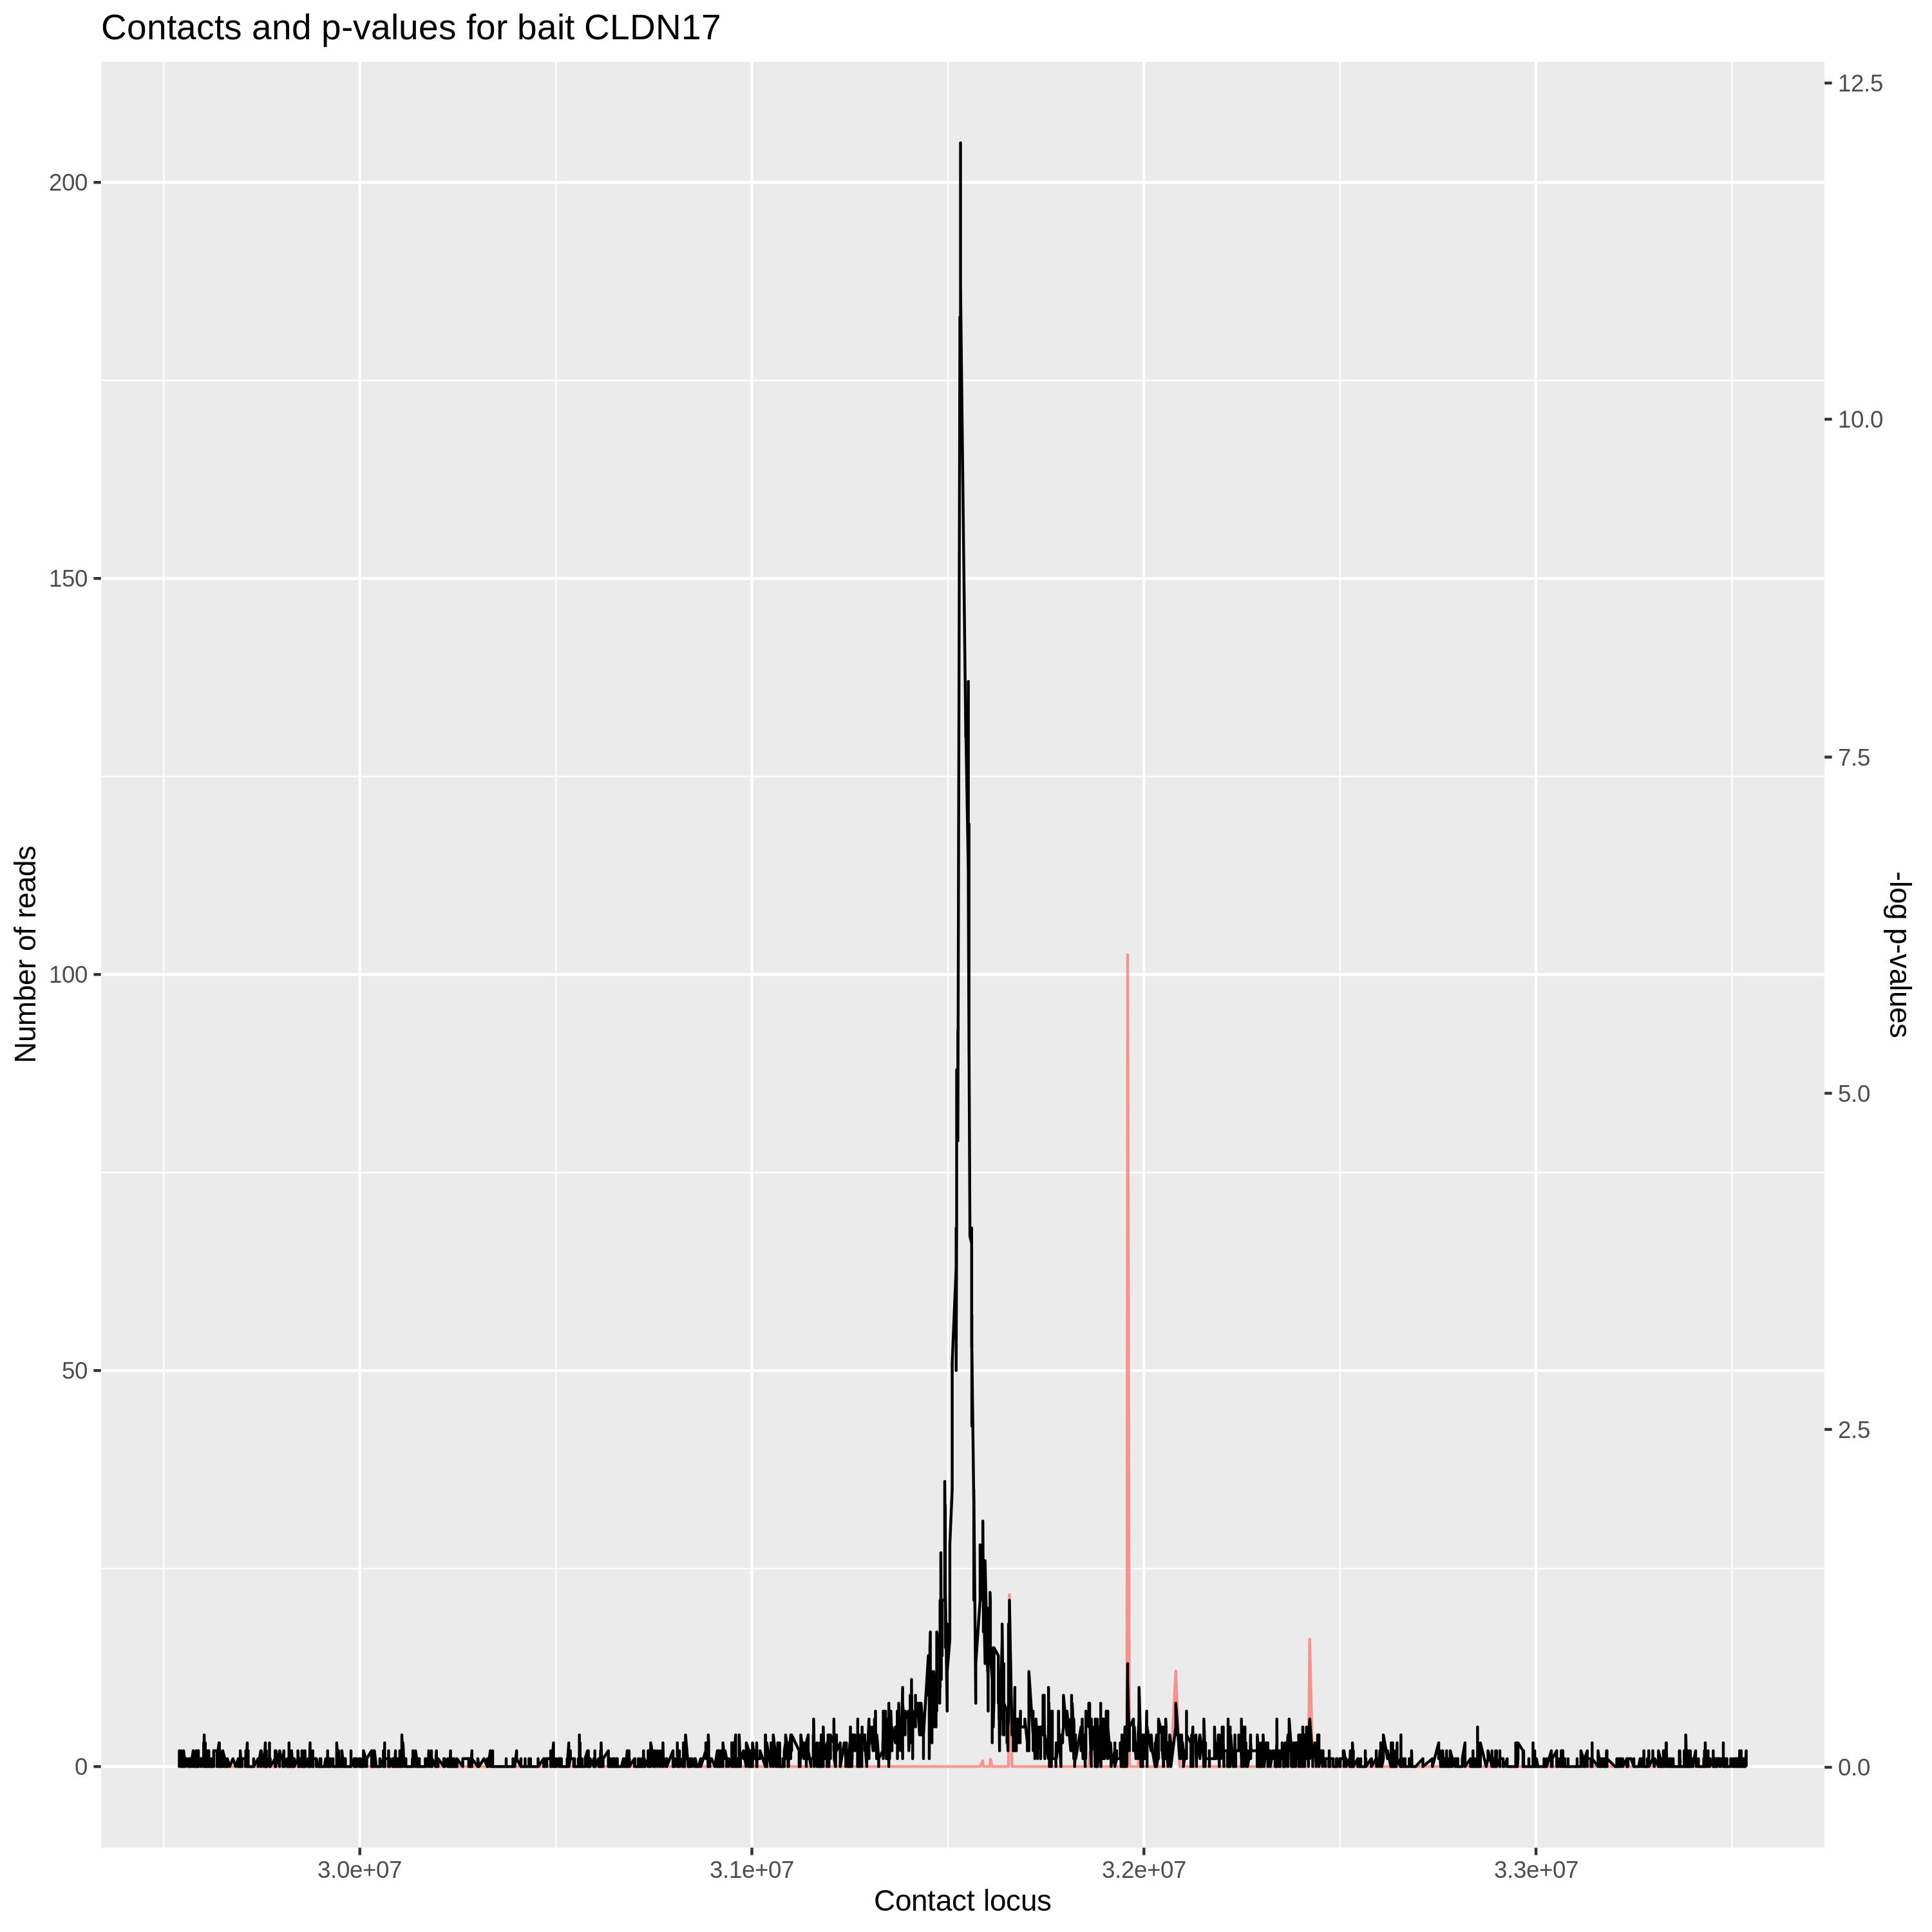 Contacts and p-values for bait CLDN17
200
150
100
50
0
Number of reads
12.5
10.0
7.5
5.0
2.5
0.0
-log p-values
3.0e+07
3.1e+07
3.2e+07
3.3e+07
Contact locus